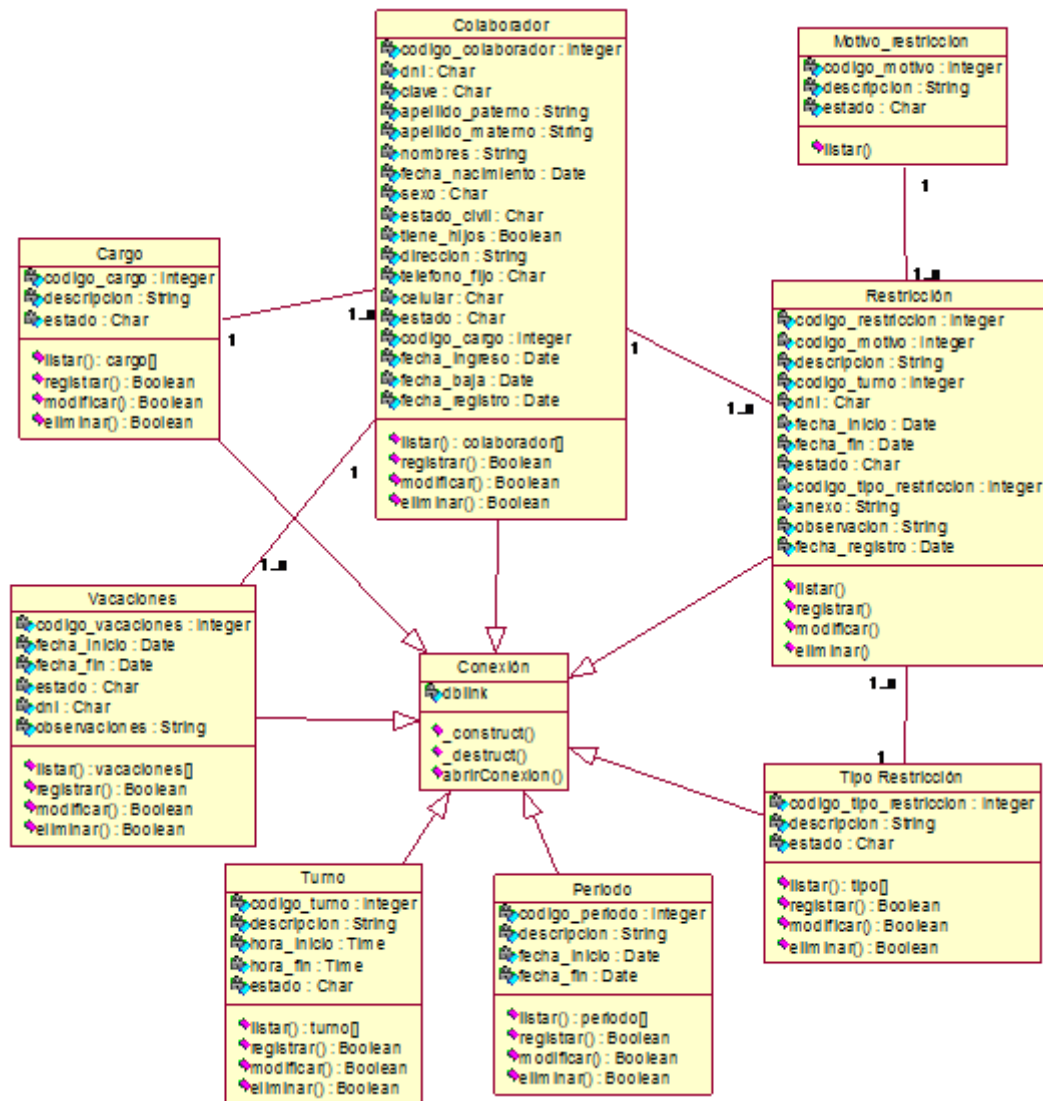 Colaborador
codigo_colaborador : Integer
dni : Char
clave : Char
apellido_paterno : String
apellido_materno : String
nombres : String
fecha_nacimiento : Date
sexo : Char
estado_civil : Char
tiene_hijos : Boolean
direccion : String
telefono_fijo : Char
celular : Char
estado : Char
codigo_cargo : Integer
fecha_ingreso : Date
fecha_baja : Date
fecha_registro : Date
listar() : colaborador[]
registrar() : Boolean
modificar() : Boolean
eliminar() : Boolean
Motivo_restriccion
codigo_motivo : Integer
descripcion : String
estado : Char
listar()
1
1..n
Cargo
codigo_cargo : Integer
descripcion : String
estado : Char
listar() : cargo[]
registrar() : Boolean
modificar() : Boolean
eliminar() : Boolean
1
1..n
Restricción
codigo_restriccion : Integer
codigo_motivo : Integer
descripcion : String
codigo_turno : Integer
dni : Char
fecha_inicio : Date
fecha_fin : Date
estado : Char
codigo_tipo_restriccion : Integer
anexo : String
observacion : String
fecha_registro : Date
listar()
registrar()
modificar()
eliminar()
1
1..n
1
1..n
Vacaciones
codigo_vacaciones : Integer
fecha_inicio : Date
fecha_fin : Date
estado : Char
dni : Char
observaciones : String
listar() : vacaciones[]
registrar() : Boolean
modificar() : Boolean
eliminar() : Boolean
Conexión
dblink
_construct()
_destruct()
abrirConexion()
1..n
1
Tipo Restricción
codigo_tipo_restriccion : Integer
descripcion : String
estado : Char
listar() : tipo[]
registrar() : Boolean
modificar() : Boolean
eliminar() : Boolean
Turno
codigo_turno : Integer
descripcion : String
hora_inicio : Time
hora_fin : Time
estado : Char
listar() : turno[]
registrar() : Boolean
modificar() : Boolean
eliminar() : Boolean
Periodo
codigo_periodo : Integer
descripcion : String
fecha_inicio : Date
fecha_fin : Date
listar() : periodo[]
registrar() : Boolean
modificar() : Boolean
eliminar() : Boolean